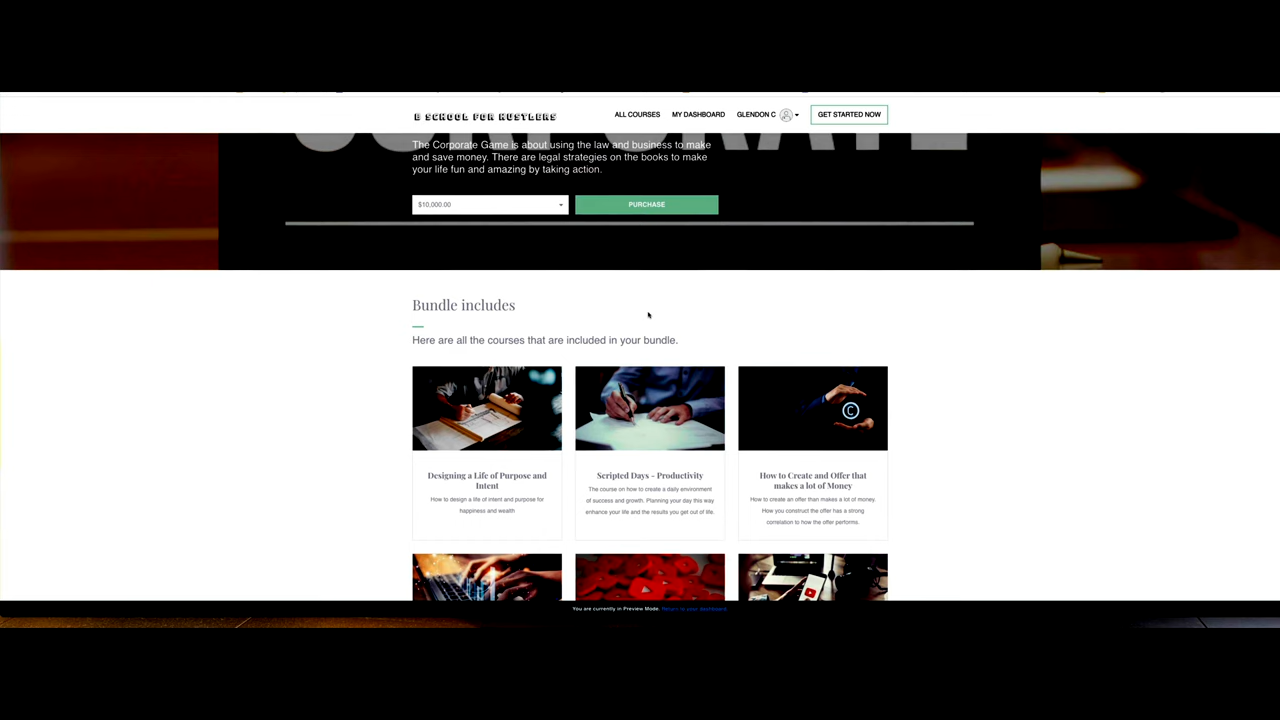 B SCHOOL FOR HUSTLERS
ALL COURSES
MY DASHBOARD
GLENDON C
GET STARTED NOW
The Corporate Game is about using the law and business to make
and save money. There are legal strategies on the books to make
your life fun and amazing by taking action.
$10,000.00
PURCHASE
Bundle includes
Here are all the courses that are included in your bundle.
Designing a Life of Purpose and
Intent
How to design a life of intent and purpose for
happiness and wealth
Scripted Days - Productivity
The course on how to create a daily environment
of success and growth. Planning your day this way
enhance your life and the results you get out of life.
C
How to Create and Offer that
makes a lot of Money
How to create an offer than makes a lot of money.
How you construct the offer has a strong
correlation to how the offer performs.
You are currently in Preview Mode. Return to your dashboard